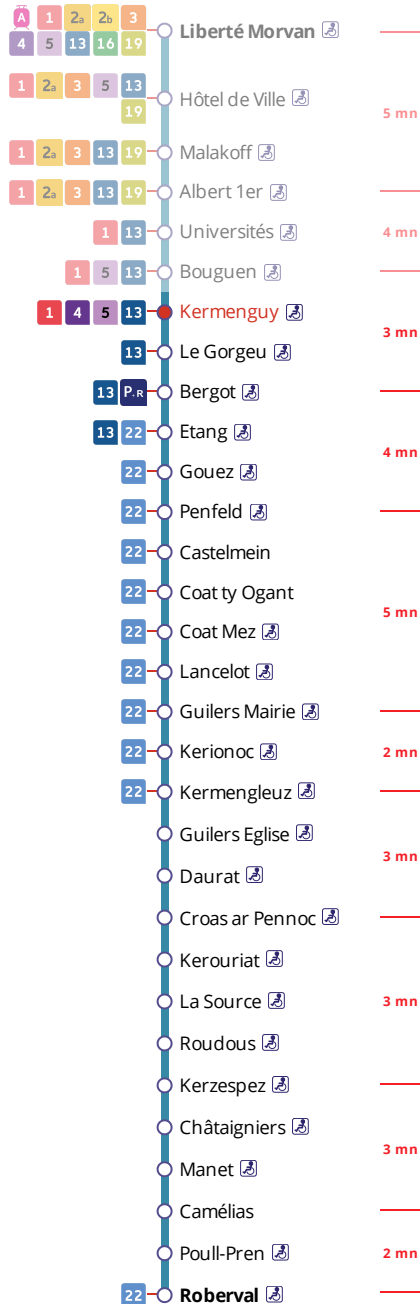 A 1 2a 2b 3
4 5 13 16 19
Liberté Morvan
1 2a 3 5 13
19
Hôtel de Ville
5 mn
1 2a 3 13 19 Malakoff
1 2a 3 13 19 Albert 1er
1 13 Universités
4 mn
1 5 13 Bouguen
1 4 5 13 Kermenguy
3 mn
13 Le Gorgeu
13 P+R Bergot
13 22 Etang
4 mn
22 Gouez
22 Penfeld
22 Castelmein
22 Coat ty Ogant
5 mn
22 Coat Mez
22 Lancelot
22 Guilers Mairie
22 Kerionoc
2 mn
22 Kermengleuz
Guilers Eglise
3 mn
Daurat
Croas ar Pennoc
Kerouriat
La Source
3 mn
Roudous
Kerzespez
Châtaigniers
3 mn
Manet
Camélias
Poull-Pren
2 mn
22 Roberval